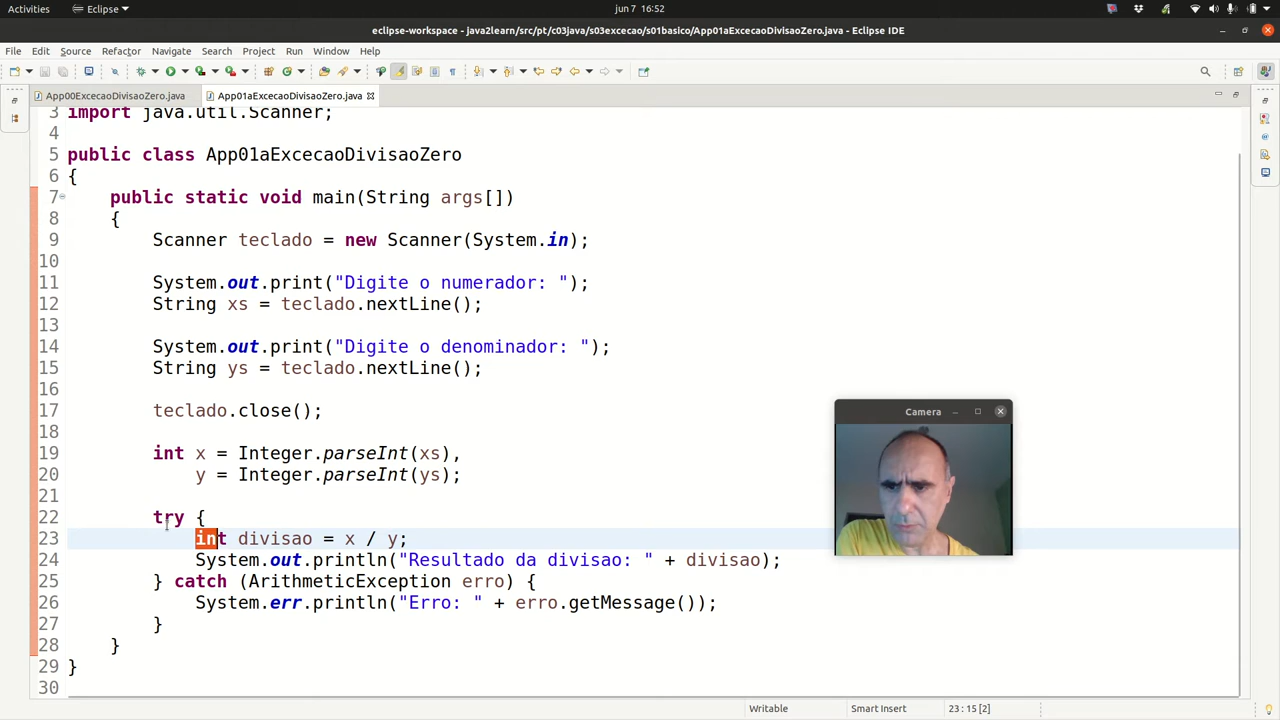 Activities
Eclipse
jun 7 16:52
pt
eclipse-workspace - java2learn/src/pt/c03java/s03excecao/s01basico/App01aExcecaoDivisaoZero.java - Eclipse IDE
File Edit Source Refactor Navigate Search Project Run Window Help
App00ExcecaoDivisaoZero.java
App01aExcecaoDivisaoZero.java
3 import java.util.Scanner;
4
5 public class App01aExcecaoDivisaoZero
6 {
7 public static void main(String args[])
8 {
9 Scanner teclado = new Scanner(System.in);
10
11 System.out.print("Digite o numerador: ");
12 String xs = teclado.nextLine();
13
14 System.out.print("Digite o denominador: ");
15 String ys = teclado.nextLine();
16
17 teclado.close();
18
19 int x = Integer.parseInt(xs),
20 y = Integer.parseInt(ys);
21
22 try {
23 int divisao = x / y;
24 System.out.println("Resultado da divisao: " + divisao);
25 } catch (ArithmeticException erro) {
26 System.err.println("Erro: " + erro.getMessage());
27 }
28 }
29 }
30
Camera
Writable
Smart Insert
23 : 15 [2]